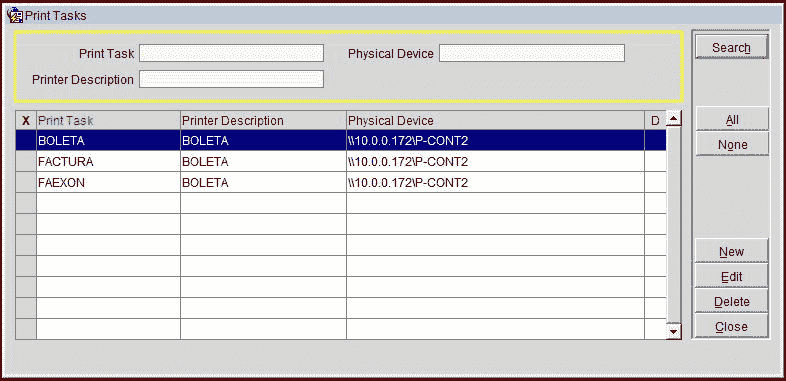 Print Tasks
Print Task Physical Device Search
Printer Description
X Print Task Printer Description Physical Device D All
BOLETA BOLETA \\10.0.0.172\P-CONT2 None
FACTURA BOLETA \\10.0.0.172\P-CONT2
FAEXON BOLETA \\10.0.0.172\P-CONT2
New
Edit
Delete
Close